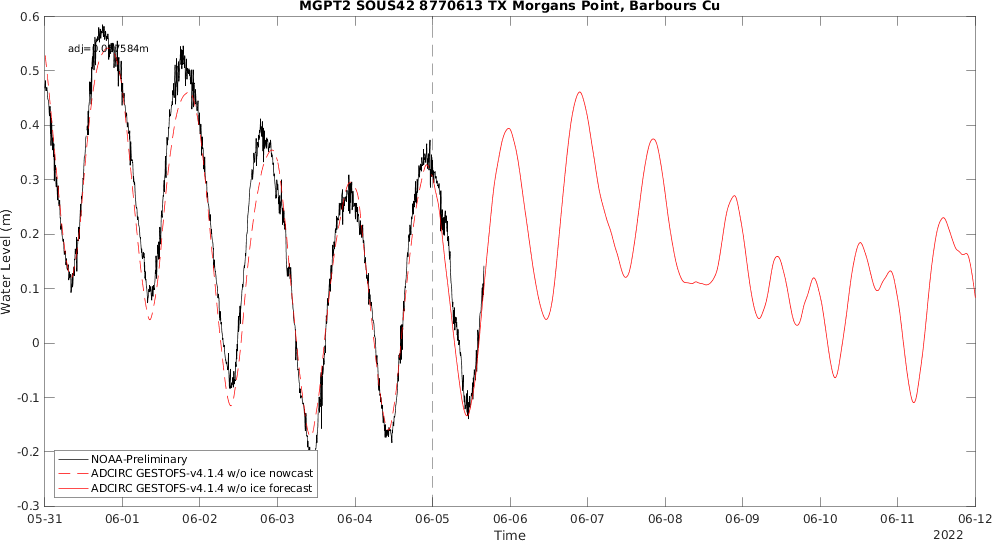 MGPT2 SOUS42 8770613 TX Morgans Point, Barbours Cu
0.6
0.5
0.4
0.3
0.2
0.1
0
-0.1
-0.2
-0.3
Water Level (m)
NOAA-Preliminary
ADCIRC GESTOFS-v4.1.4 w/o ice nowcast
ADCIRC GESTOFS-v4.1.4 w/o ice forecast
05-31 06-01 06-02 06-03 06-04 06-05 06-06 06-07 06-08 06-09 06-10 06-11 06-12
Time
2022